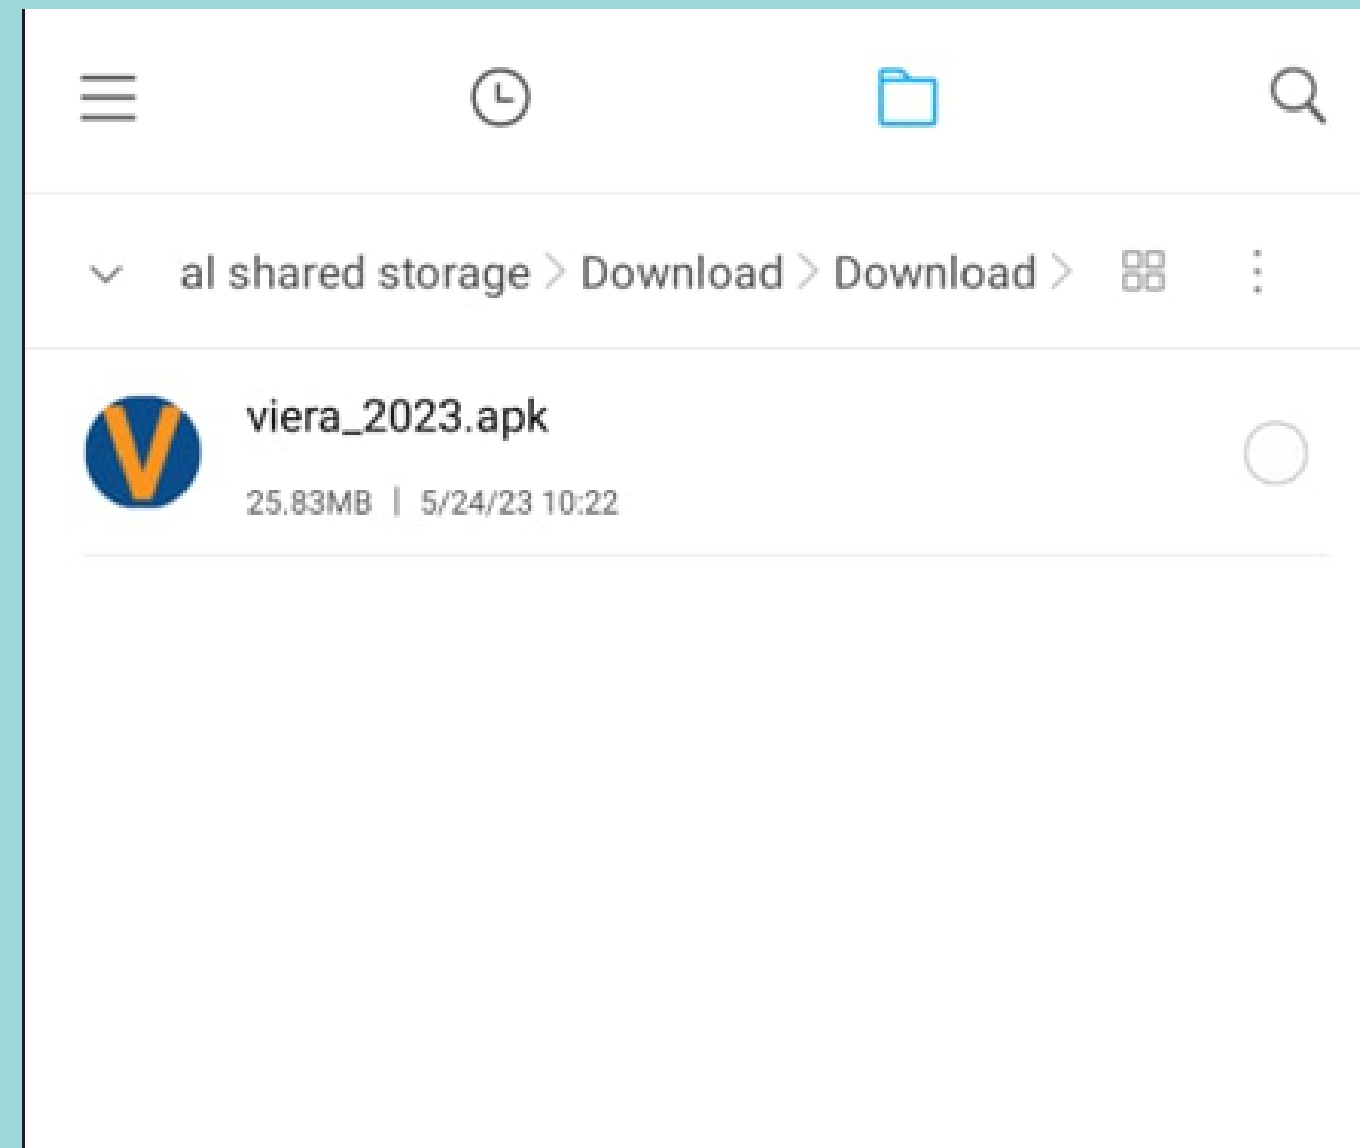 al shared storage > Download > Download >
viera_2023.apk
25.83MB | 5/24/23 10:22